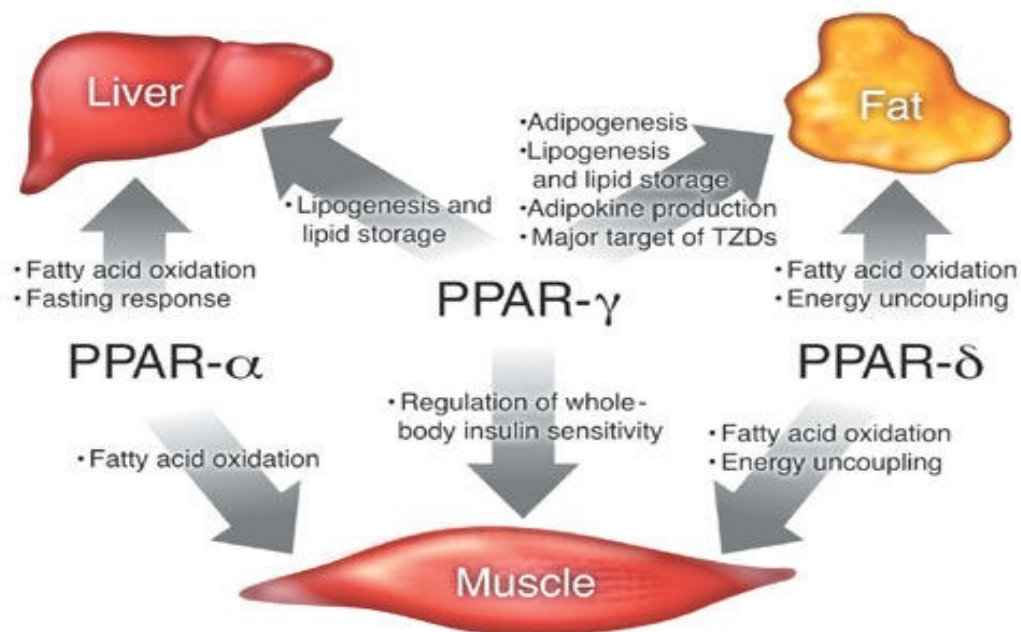 Liver
Fat
•Adipogenesis
•Lipogenesis
and lipid storage
•Adipokine production
•Major target of TZDs
•Lipogenesis and
lipid storage
•Fatty acid oxidation
•Fasting response
•Fatty acid oxidation
•Energy uncoupling
PPAR-γ
PPAR-α
PPAR-δ
•Regulation of whole-
body insulin sensitivity
•Fatty acid oxidation
•Fatty acid oxidation
•Energy uncoupling
Muscle